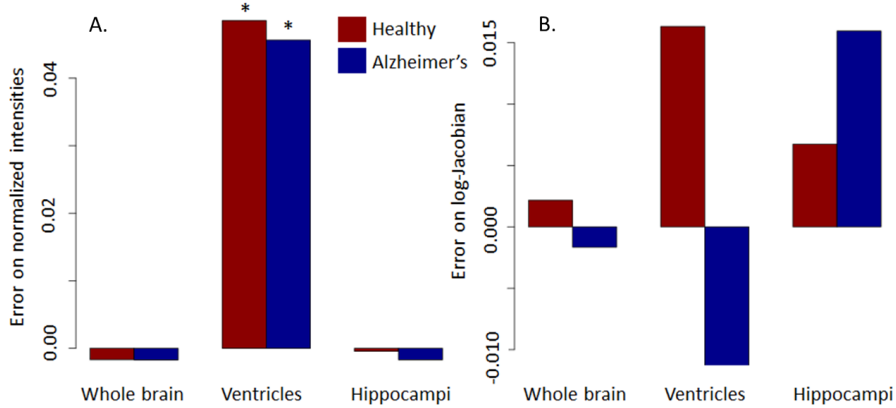 A.
* *
Healthy
Alzheimer's
Error on normalized intensities
0.04
0.02
0.00
Whole brain Ventricles Hippocampi
B.
Error on log-Jacobian
0.015
0.000
-0.010
Whole brain Ventricles Hippocampi